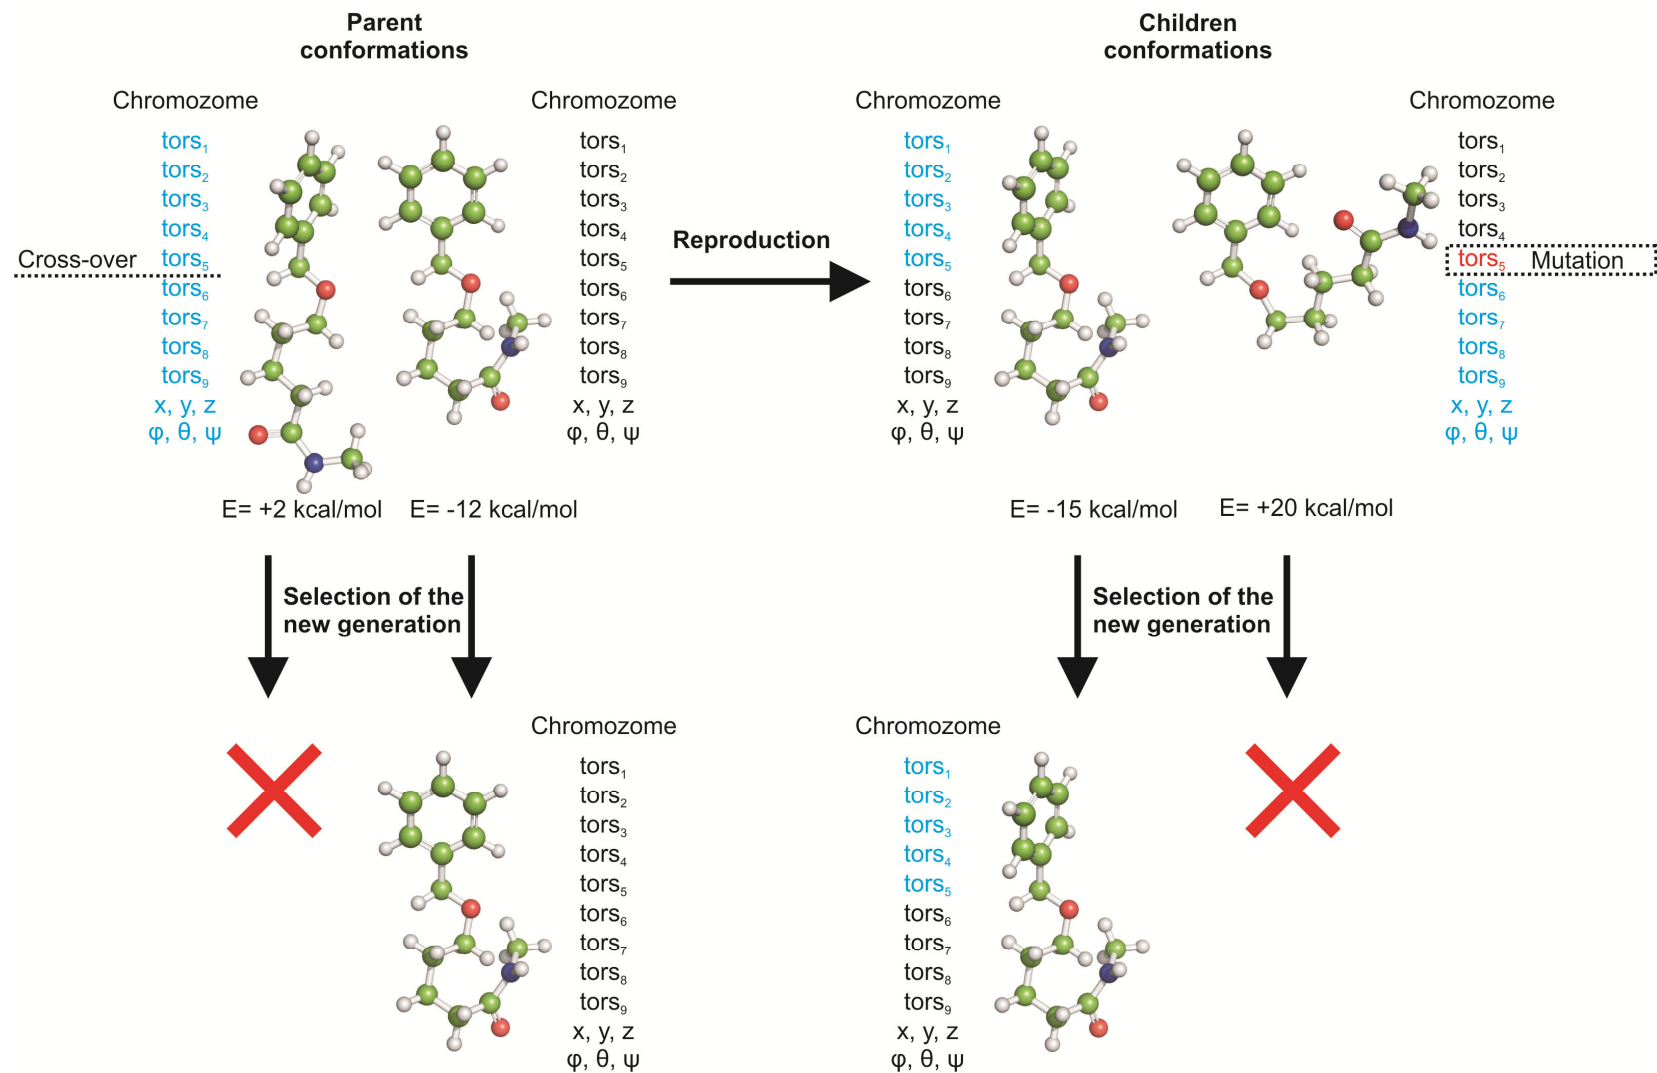 Parent
conformations
Children
conformations
Chromozome
tors1
tors2
tors3
tors4
tors5
tors6
tors7
tors8
tors9
x, y, z
φ, θ, ψ
Cross-over
Chromozome
tors1
tors2
tors3
tors4
tors5
tors6
tors7
tors8
tors9
x, y, z
φ, θ, ψ
Reproduction
Chromozome
tors1
tors2
tors3
tors4
tors5
tors6
tors7
tors8
tors9
x, y, z
φ, θ, ψ
Chromozome
tors1
tors2
tors3
tors4
tors5 Mutation
tors6
tors7
tors8
tors9
x, y, z
φ, θ, ψ
E= +2 kcal/mol
E= -12 kcal/mol
E= -15 kcal/mol
E= +20 kcal/mol
Selection of the
new generation
Selection of the
new generation
Chromozome
tors1
tors2
tors3
tors4
tors5
tors6
tors7
tors8
tors9
x, y, z
φ, θ, ψ
Chromozome
tors1
tors2
tors3
tors4
tors5
tors6
tors7
tors8
tors9
x, y, z
φ, θ, ψ